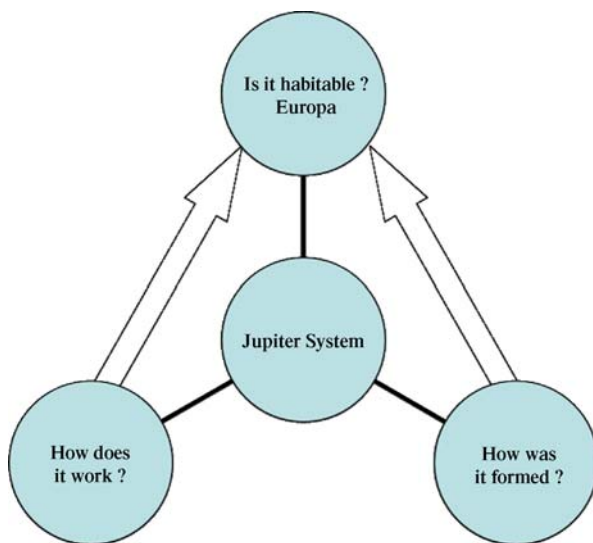 Is it habitable ?
Europa
Jupiter System
How does
it work ?
How was
it formed ?